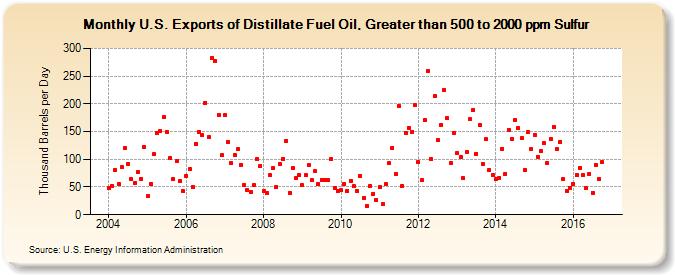 Monthly U.S. Exports of Distillate Fuel Oil, Greater than 500 to 2000 ppm Sulfur
Thousand Barrels per Day
300
250
200
150
100
50
0
2004 2006 2008 2010 2012 2014 2016
Source: U.S. Energy Information Administration